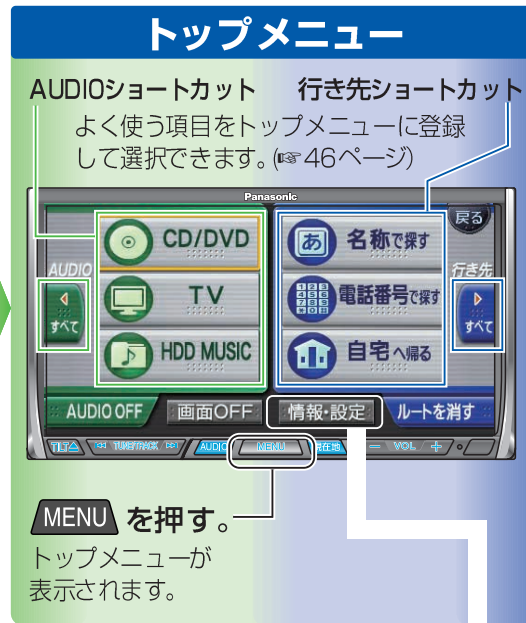 トップメニュー
AUDIOショートカット 行き先ショートカット
よく使う項目をトップメニューに登録
して選択できます。(☞46ページ)
Panasonic
戻る
AUDIO
すべて
CD/DVD
TV
HDD MUSIC
あ 名称で探す
電話番号で探す
自宅へ帰る
行き先
すべて
AUDIO OFF 画面OFF 情報・設定 ルートを消す
TILT TUNE/TRACK AUDIO MENU 現在地 － VOL ＋
MENU を押す。
トップメニューが
表示されます。